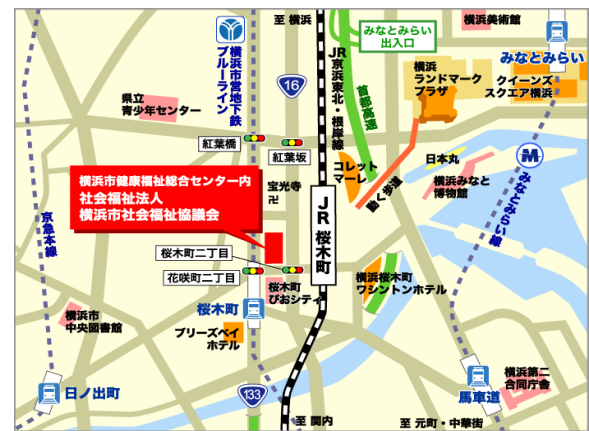 至 横浜
みなとみらい
出入口
横浜美術館
みなとみらい
横浜市営地下鉄
ブルーライン
JR京浜東北・根岸線
16
首都高速
横浜
ランドマーク
プラザ
クイーンズ
スクエア横浜
県立
青少年センター
紅葉橋
紅葉坂
コレット
マーレ
動く歩道
日本丸
横浜みなと
博物館
みなとみらい線
横浜市健康福祉総合センター内
社会福祉法人
横浜市社会福祉協議会
宝光寺
卍
JR桜木町
京急本線
桜木町二丁目
花咲町二丁目
桜木町
ぴおシティ
横浜桜木町
ワシントンホテル
桜木町
横浜市
中央図書館
ブリーズベイ
ホテル
日ノ出町
133
馬車道
横浜第二
合同庁舎
至 関内
至 元町・中華街